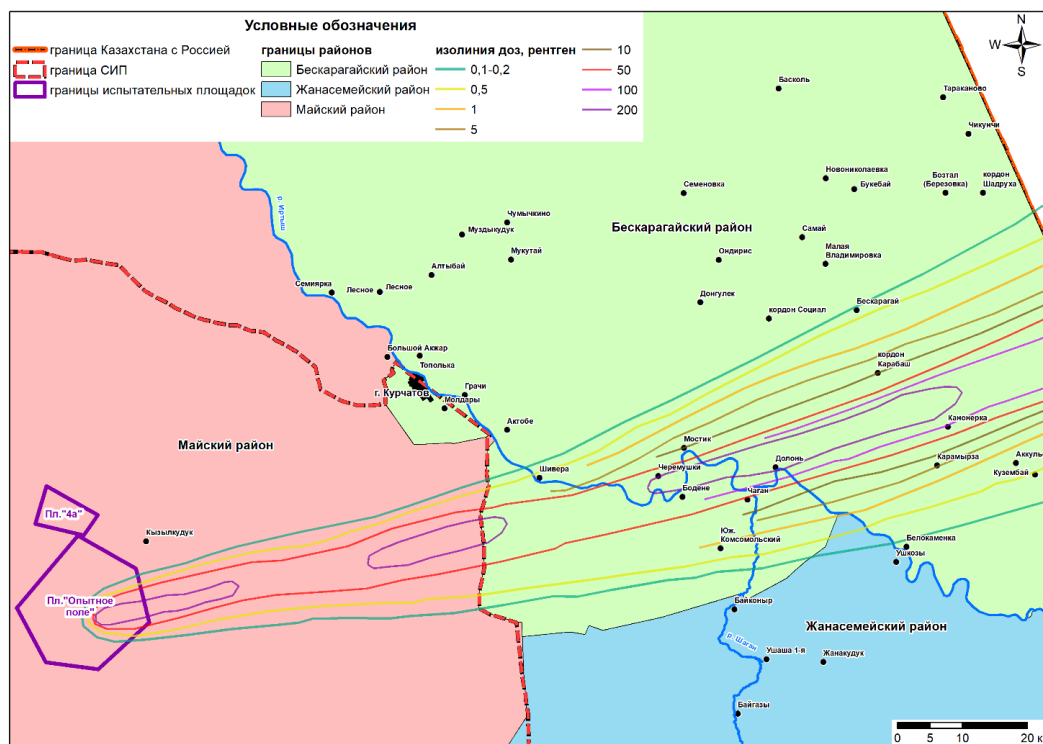 Условные обозначения
граница Казахстана с Россией
граница СИП
границы испытательных площадок
границы районов
Бескарагайский район
Жанасемейский район
Майский район
изолиния доз, рентген
0,1-0,2
0,5
1
5
10
50
100
200
N
W
E
S
Басколь
Тараканово
Чикунчи
Новониколаевка
Букебай
Бозтал
(Березовка)
кордон
Шадруха
Семеновка
р. Иртыш
Чумычкино
Муздыкудук
Мукутай
Бескарагайский район
Самай
Малая
Владимировка
Ондирис
Алтыбай
Семиярка
Лесное
Лесное
Донгулек
кордон Социал
Бескарагай
Большой Акжар
Тополька
кордон
Карабаш
г. Курчатов
Грачи
Молдары
Актобе
Канонерка
Майский район
Мостик
Шивера
Черемушки
Долонь
Карамырза
Аккуль
Кузембай
Бодене
Чаган
Пл."4а"
Кызылкудук
Юж.
Комсомольский
Белокаменка
Ушкозы
Пл."Опытное
поле"
Байконыр
Жанасемейский район
р. Шаган
Ушаша 1-я
Жанакудук
Байгазы
0 5 10 20 к